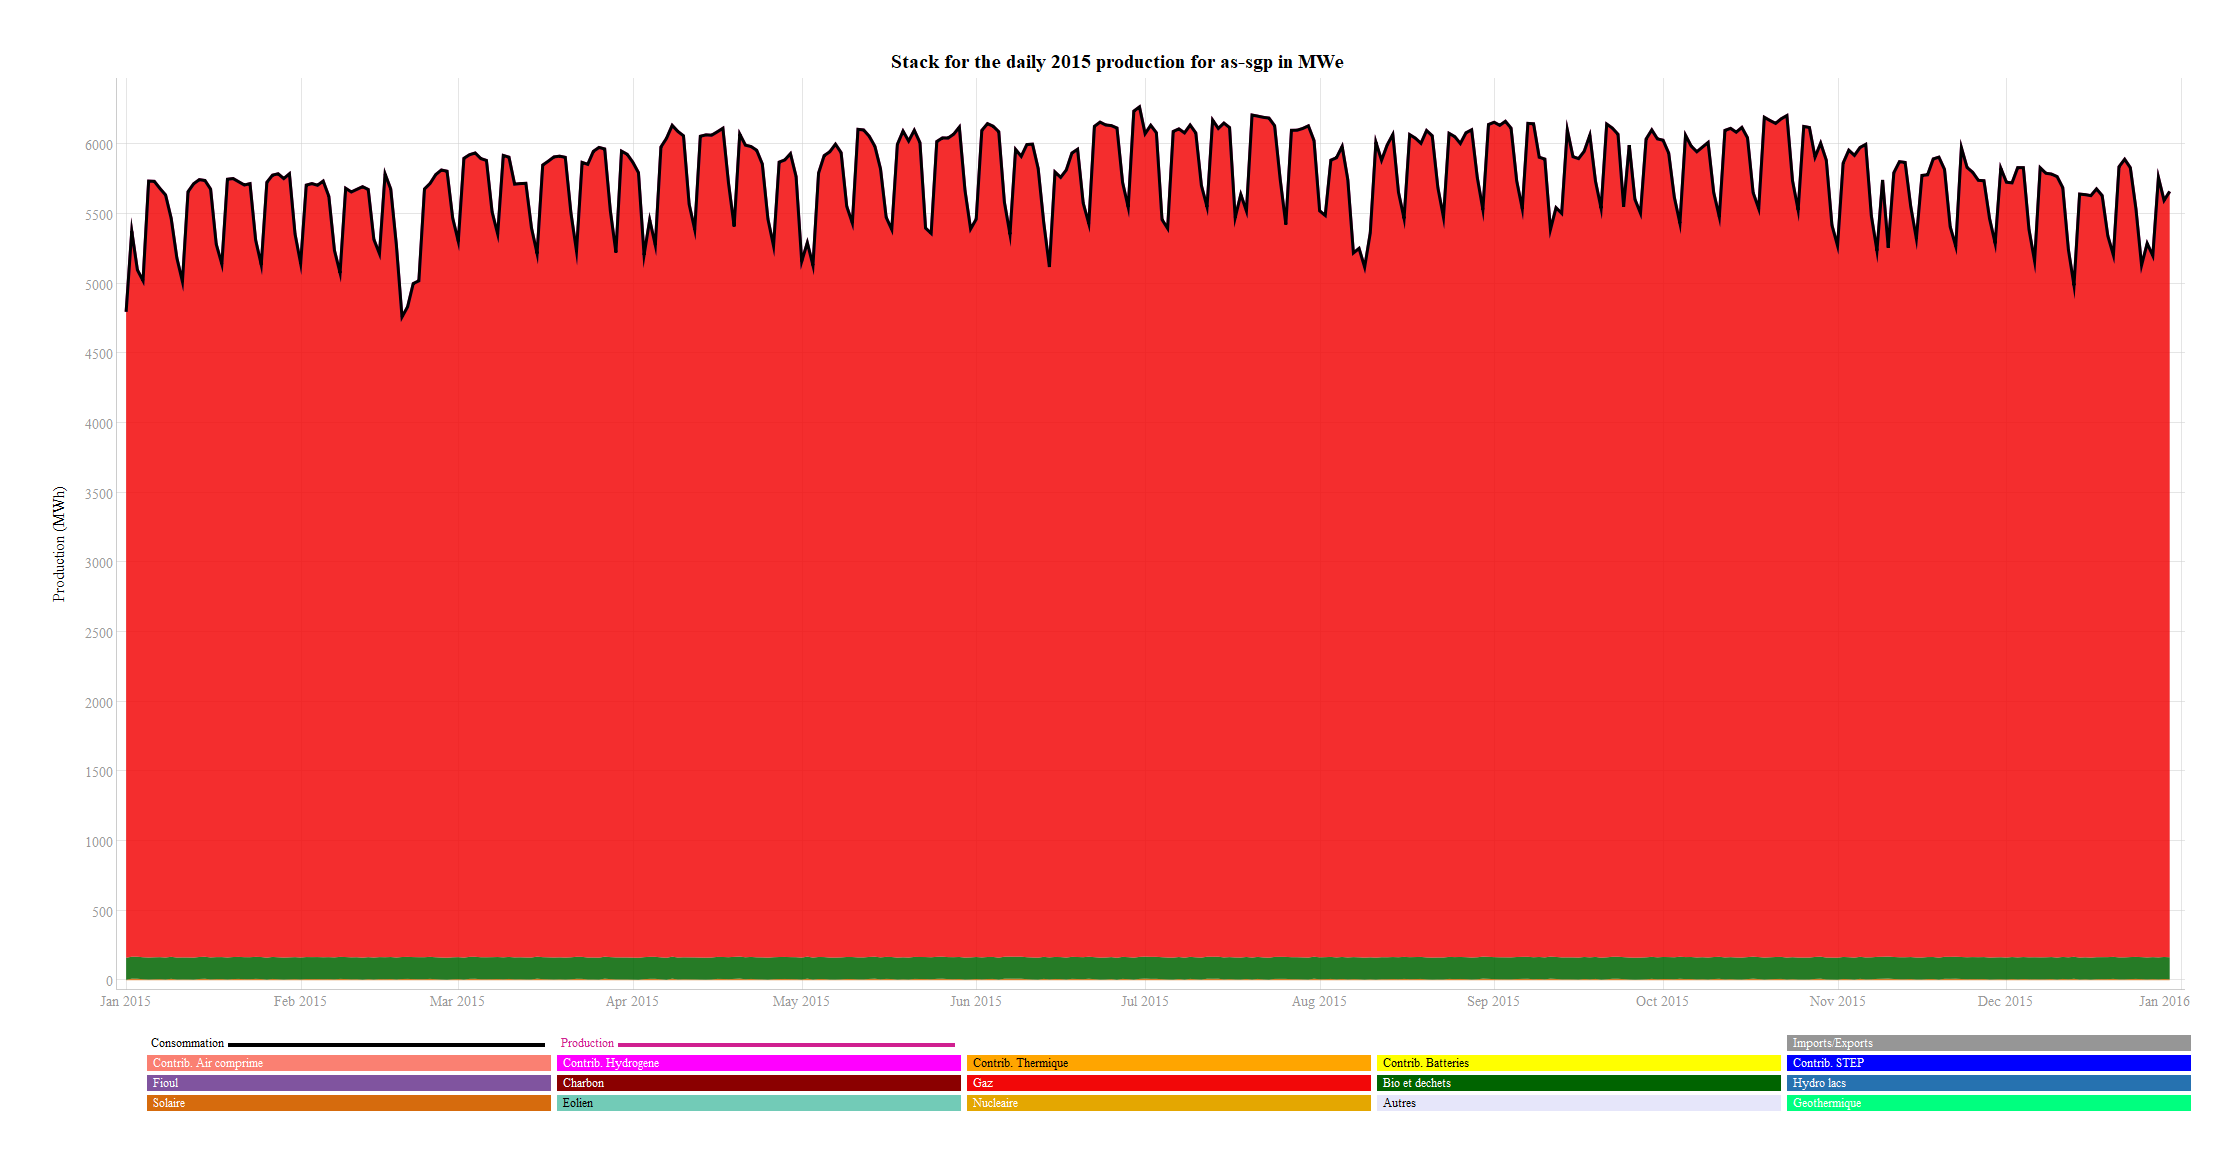 Stack for the daily 2015 production for as-sgp in MWe
6000
5500
5000
4500
4000
3500
3000
2500
2000
1500
1000
500
0
Production (MWh)
Jan 2015 Feb 2015 Mar 2015 Apr 2015 May 2015 Jun 2015 Jul 2015 Aug 2015 Sep 2015 Oct 2015 Nov 2015 Dec 2015 Jan 2016
Consommation Production Imports/Exports
Contrib. Air comprime Contrib. Hydrogene Contrib. Thermique Contrib. Batteries Contrib. STEP
Fioul Charbon Gaz Bio et dechets Hydro lacs
Solaire Eolien Nucleaire Autres Geothermique